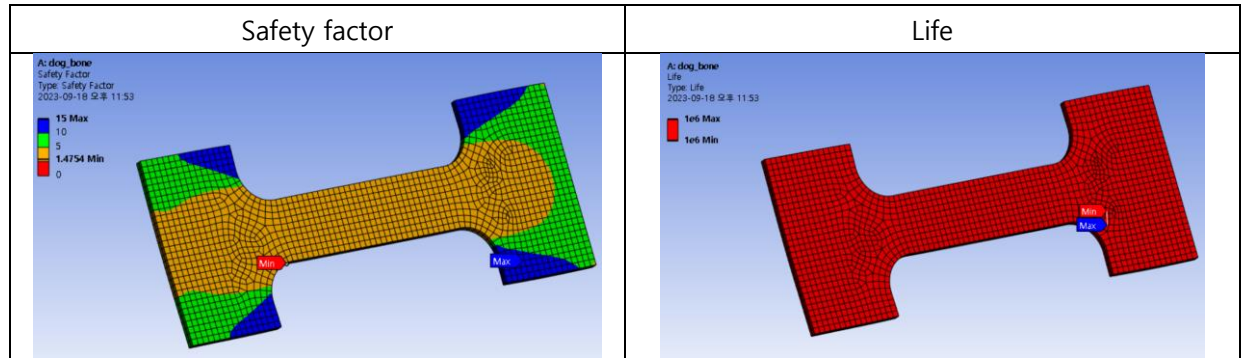 Safety factor
Life
A: dog_bone
Safety Factor
Type: Safety Factor
2023-09-18 오후 11:53
15 Max
10
5
1.4754 Min
0
Min
Max
A: dog_bone
Life
Type: Life
2023-09-18 오후 11:53
1e6 Max
1e6 Min
Min
Max